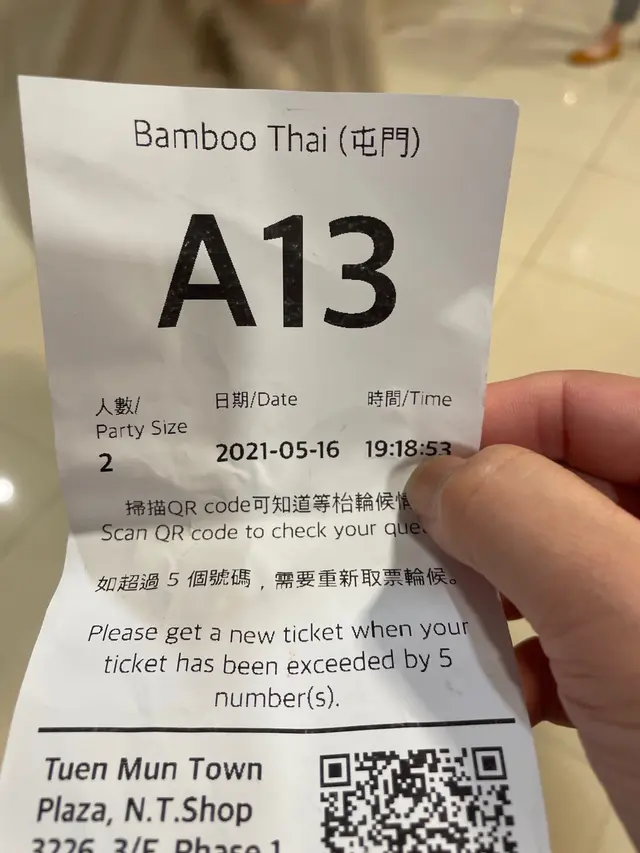 Bamboo Thai (屯門)
A13
人數/
Party Size
日期/Date
時間/Time
2
2021-05-16
19:18:53
掃描QR code可知道等枱輪候
Scan QR code to check your
如超過 5 個號碼，需要重新取票輪候。
Please get a new ticket when your
ticket has been exceeded by 5
number(s).
Tuen Mun Town
Plaza, N.T.Shop
3226, 3/F, Phase 1